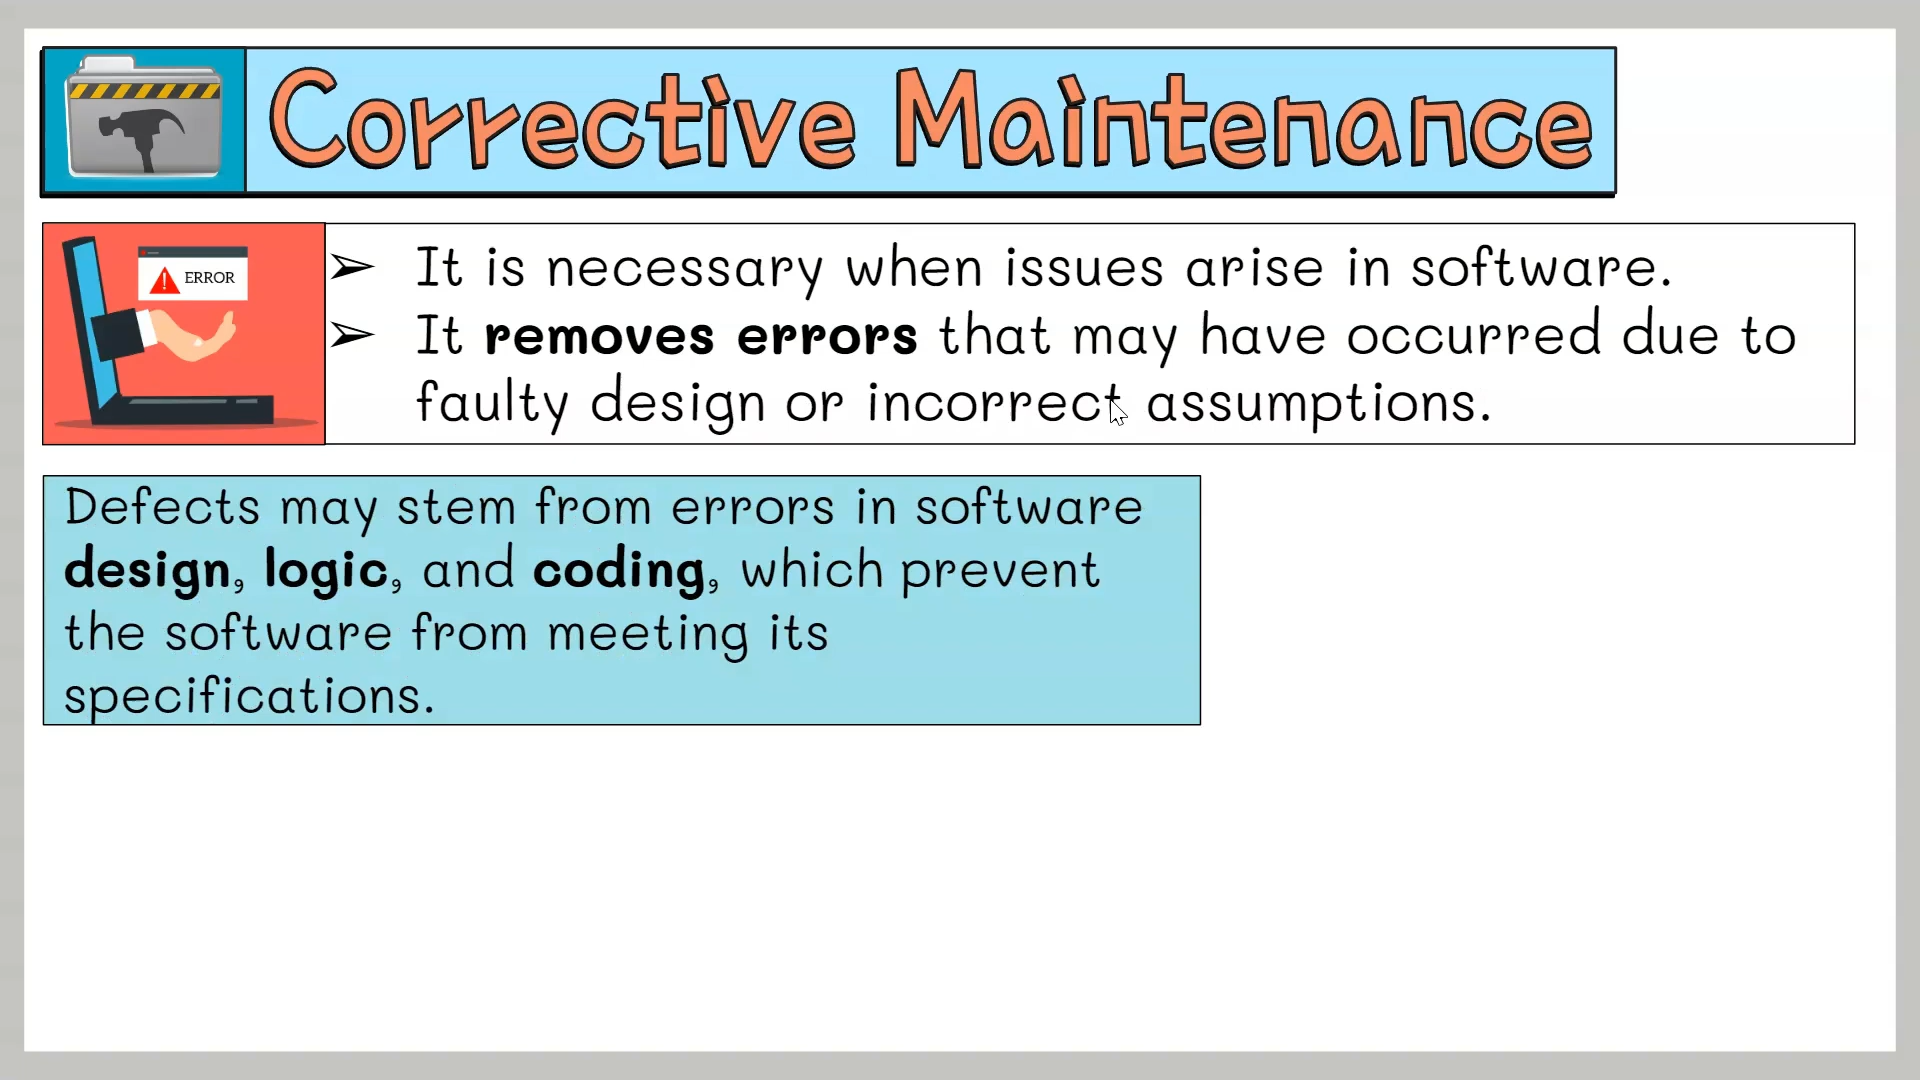 Corrective Maintenance
ERROR
➢ It is necessary when issues arise in software.
➢ It removes errors that may have occurred due to
faulty design or incorrect assumptions.
Defects may stem from errors in software
design, logic, and coding, which prevent
the software from meeting its
specifications.